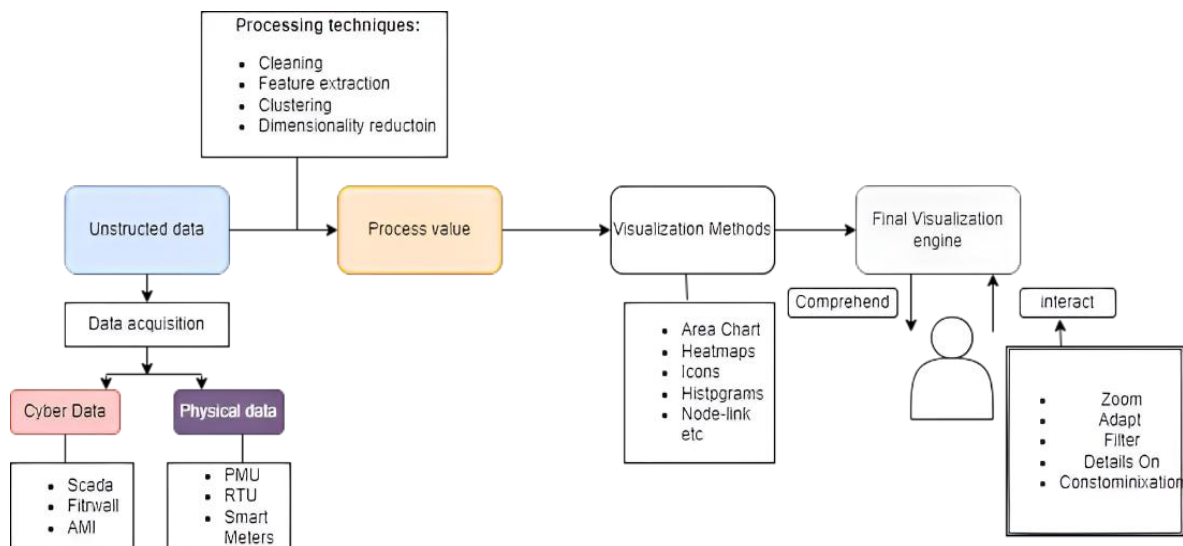 Processing techniques:
Cleaning
Feature extraction
Clustering
Dimensionality reductoin
Unstructed data
Process value
Visualization Methods
Final Visualization
engine
Data acquisition
Comprehend
interact
Area Chart
Heatmaps
Icons
Histpgrams
Node-link
etc
Zoom
Adapt
Filter
Details On
Constominixation
Cyber Data
Physical data
Scada
Fitrwall
AMI
PMU
RTU
Smart
Meters